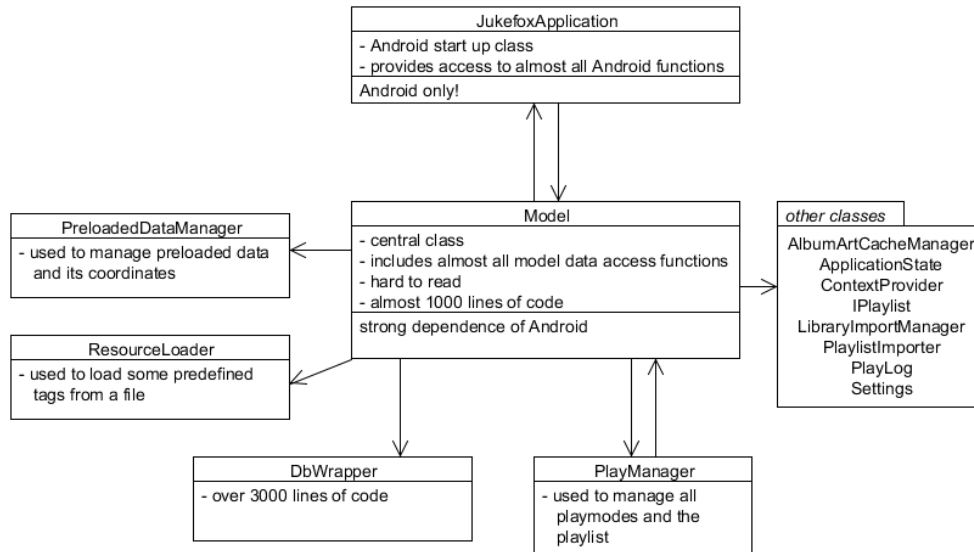 JukefoxApplication
- Android start up class
- provides access to almost all Android functions
Android only!
Model
- central class
- includes almost all model data access functions
- hard to read
- almost 1000 lines of code
strong dependence of Android
PreloadedDataManager
- used to manage preloaded data
and its coordinates
ResourceLoader
- used to load some predefined
tags from a file
other classes
AlbumArtCacheManager
ApplicationState
ContextProvider
IPlaylist
LibraryImportManager
PlaylistImporter
PlayLog
Settings
DbWrapper
- over 3000 lines of code
PlayManager
- used to manage all
playmodes and the
playlist